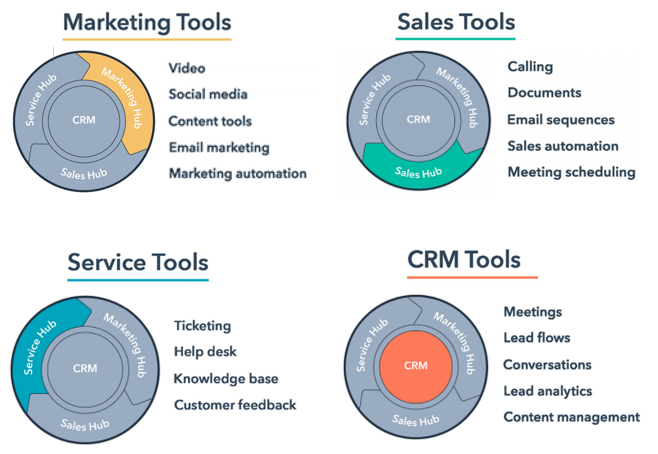 Marketing Tools
Service Hub
Marketing Hub
CRM
Sales Hub
Video
Social media
Content tools
Email marketing
Marketing automation
Sales Tools
Service Hub
Marketing Hub
CRM
Sales Hub
Calling
Documents
Email sequences
Sales automation
Meeting scheduling
Service Tools
Service Hub
Marketing Hub
CRM
Sales Hub
Ticketing
Help desk
Knowledge base
Customer feedback
CRM Tools
Service Hub
Marketing Hub
CRM
Sales Hub
Meetings
Lead flows
Conversations
Lead analytics
Content management